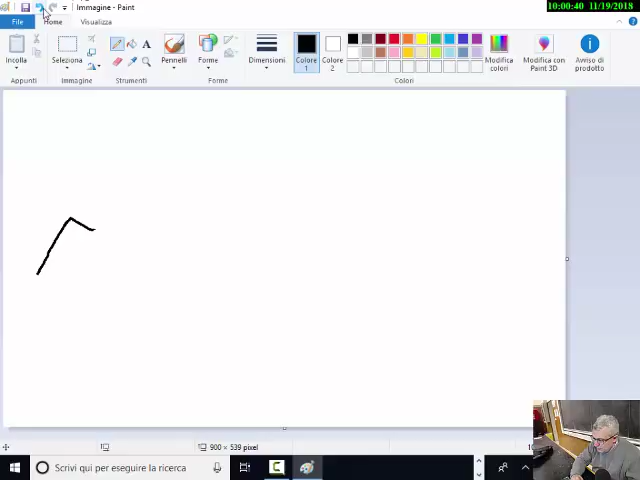 Immagine - Paint
10:00:40 11/19/2018
File Home Visualizza
Incolla Seleziona Pennelli Forme Dimensioni Colore 1 Colore 2 Modifica colori Modifica con Paint 3D Avviso di prodotto
Appunti Immagine Strumenti Forme Colori
900 × 539 pixel
Scrivi qui per eseguire la ricerca